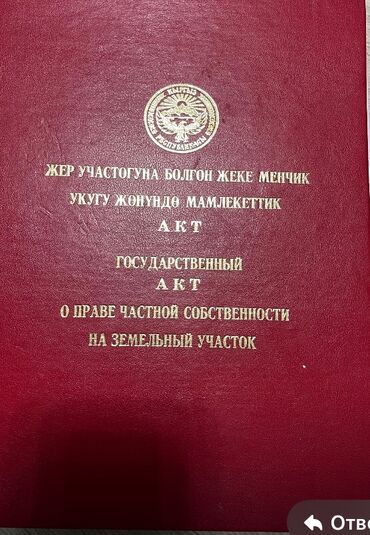 ЖЕР УЧАСТОГУНА БОЛГОН ЖЕКЕ МЕНЧИК
УКУГУ ЖӨНҮНДӨ МАМЛЕКЕТТИК
АКТ
ГОСУДАРСТВЕННЫЙ
АКТ
О ПРАВЕ ЧАСТНОЙ СОБСТВЕННОСТИ
НА ЗЕМЕЛЬНЫЙ УЧАСТОК